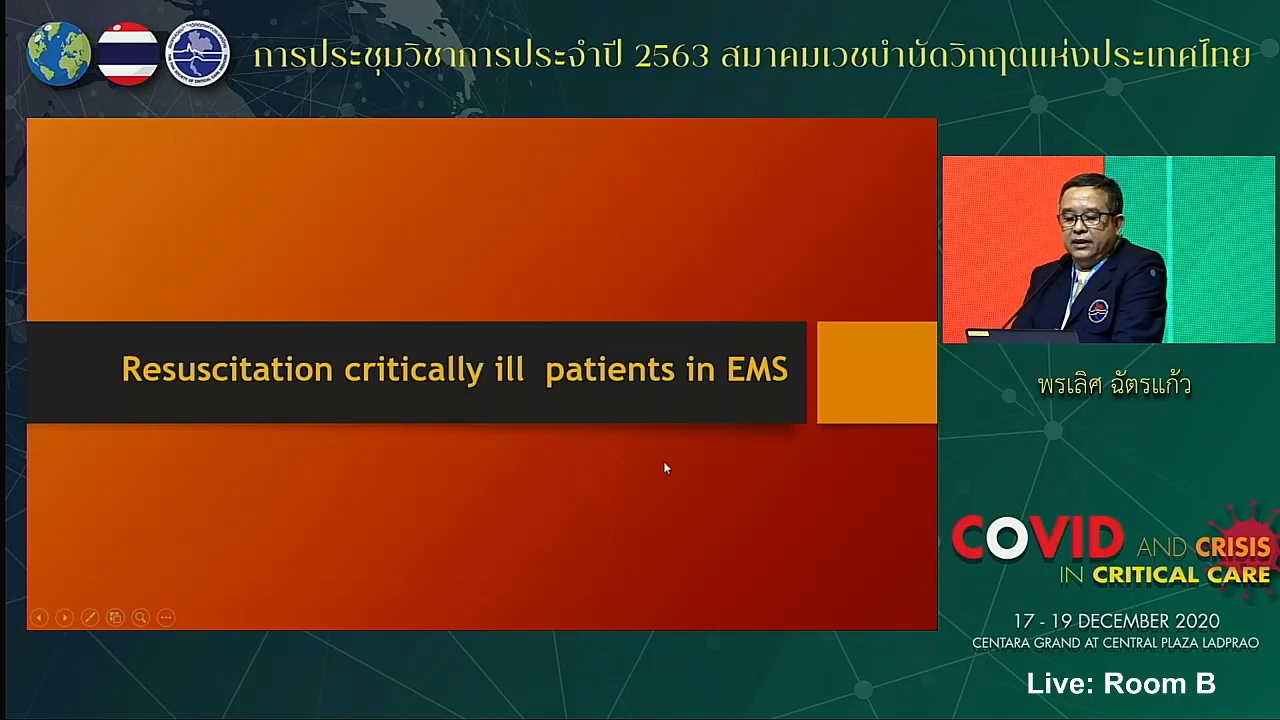 การประชุมวิชาการประจำปี 2563 สมาคมเวชบำบัดวิกฤตแห่งประเทศไทย
Resuscitation critically ill patients in EMS
พรเลิศ ฉัตรแก้ว
COVID AND CRISIS
IN CRITICAL CARE
17 - 19 DECEMBER 2020
CENTARA GRAND AT CENTRAL PLAZA LADPRAO
Live: Room B